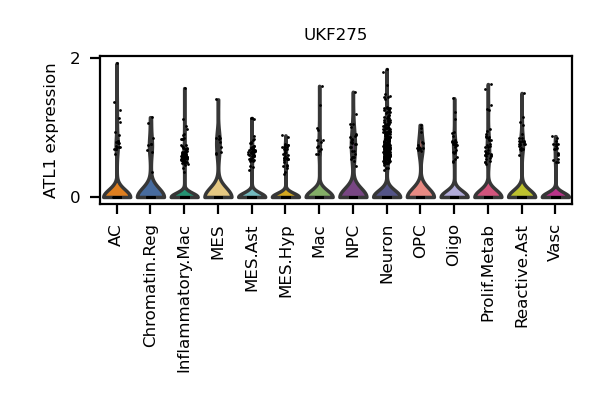 UKF275
ATL1 expression
2
0
AC
Chromatin.Reg
Inflammatory.Mac
MES
MES.Ast
MES.Hyp
Mac
NPC
Neuron
OPC
Oligo
Prolif.Metab
Reactive.Ast
Vasc